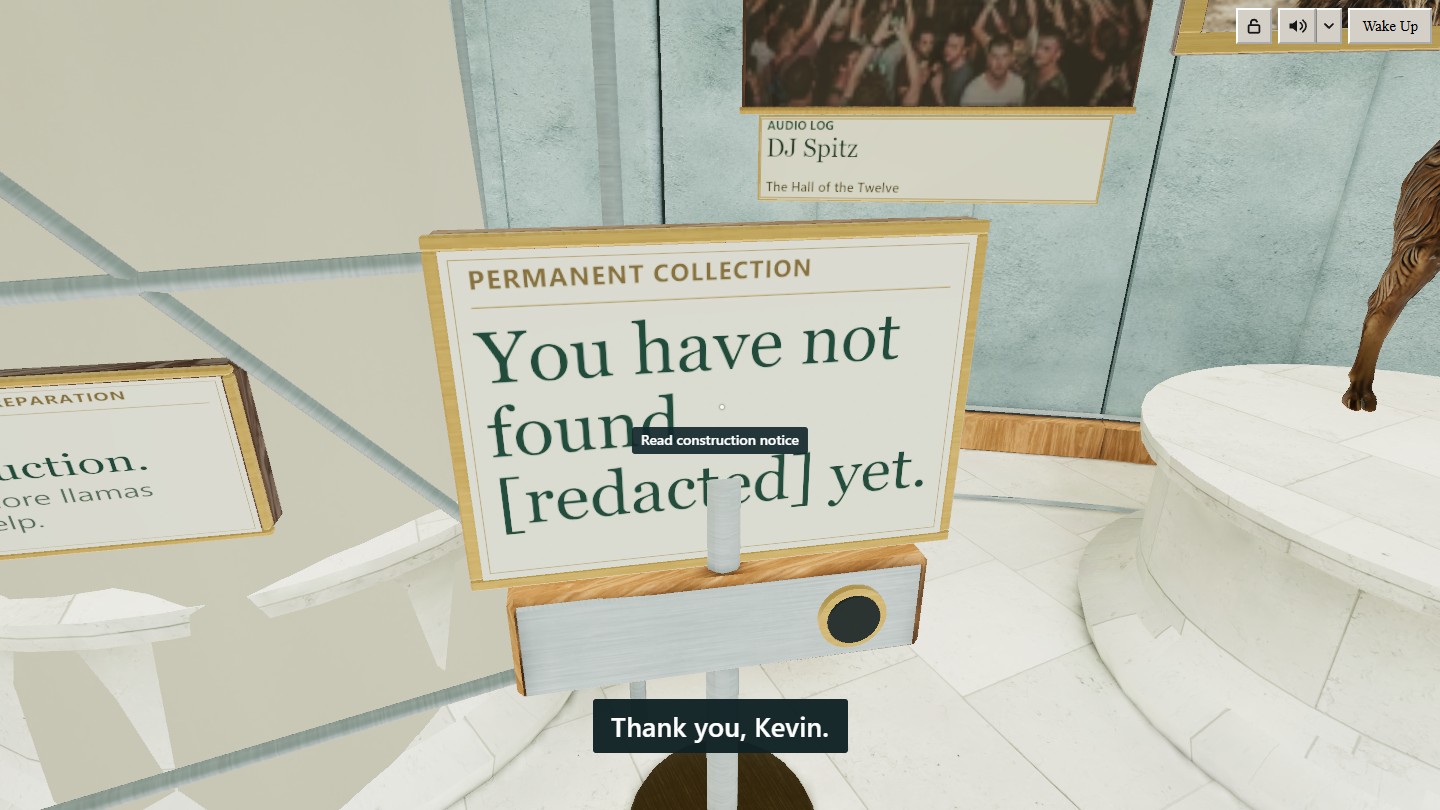 Wake Up
AUDIO LOG
DJ Spitz
The Hall of the Twelve
PERMANENT COLLECTION
You have not
found
[redacted] yet.
Read construction notice
EPARATION
uction.
ore llamas
elp.
Thank you, Kevin.